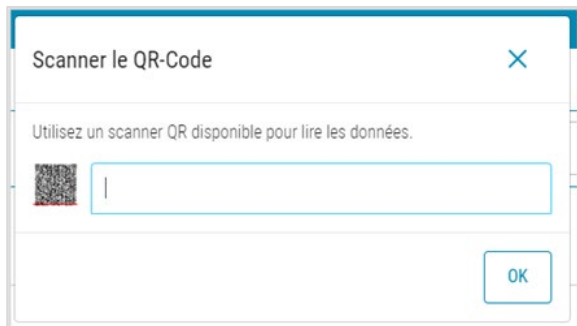 Scanner le QR-Code
Utilisez un scanner QR disponible pour lire les données.
OK